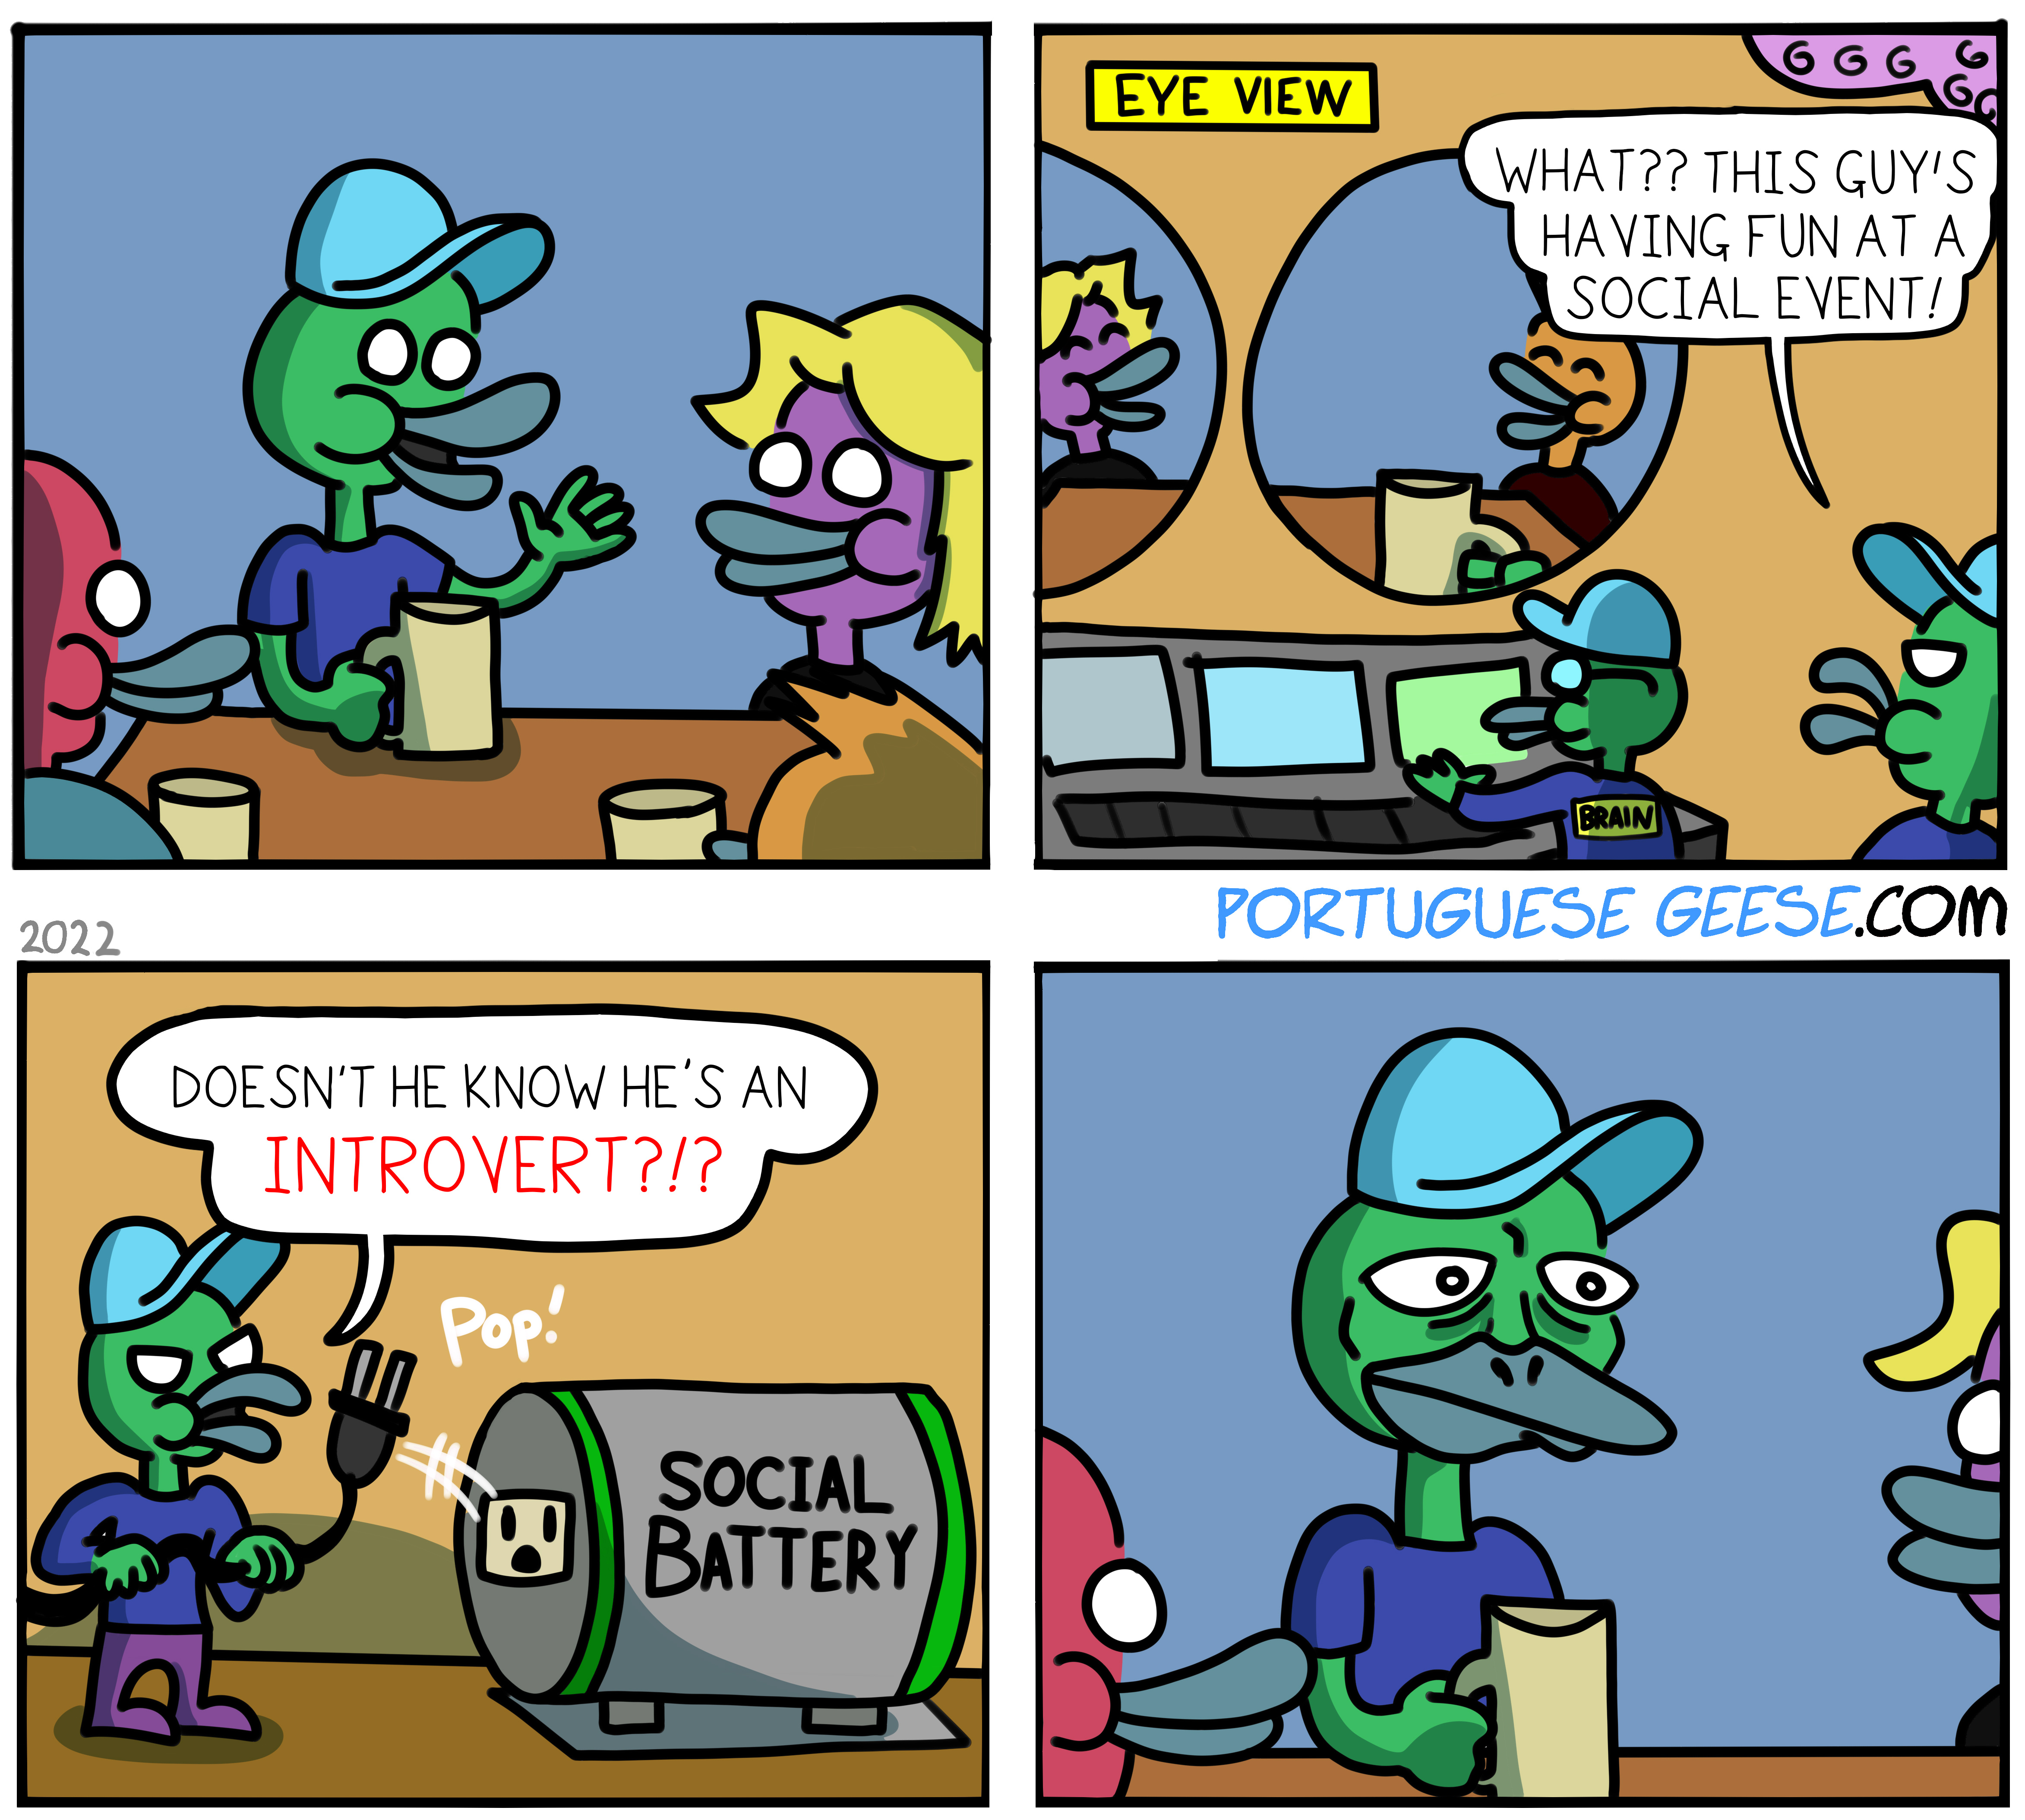 EYE VIEW
G G G G
G G
WHAT?? THIS GUY'S
HAVING FUN AT A
SOCIAL EVENT!
BRAIN
2022
PORTUGUESE GEESE.COM
DOESN'T HE KNOW HE'S AN
INTROVERT?!?
POP!
SOCIAL
BATTERY